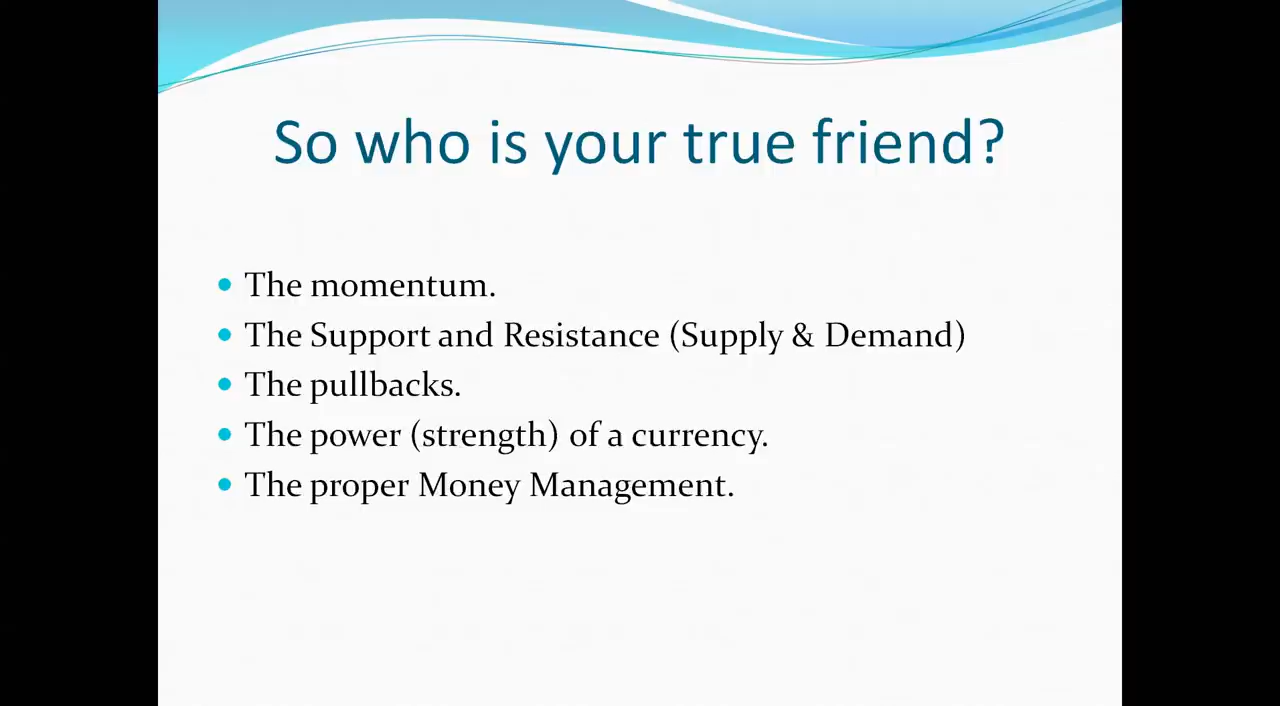 So who is your true friend?
• The momentum.
• The Support and Resistance (Supply & Demand)
• The pullbacks.
• The power (strength) of a currency.
• The proper Money Management.